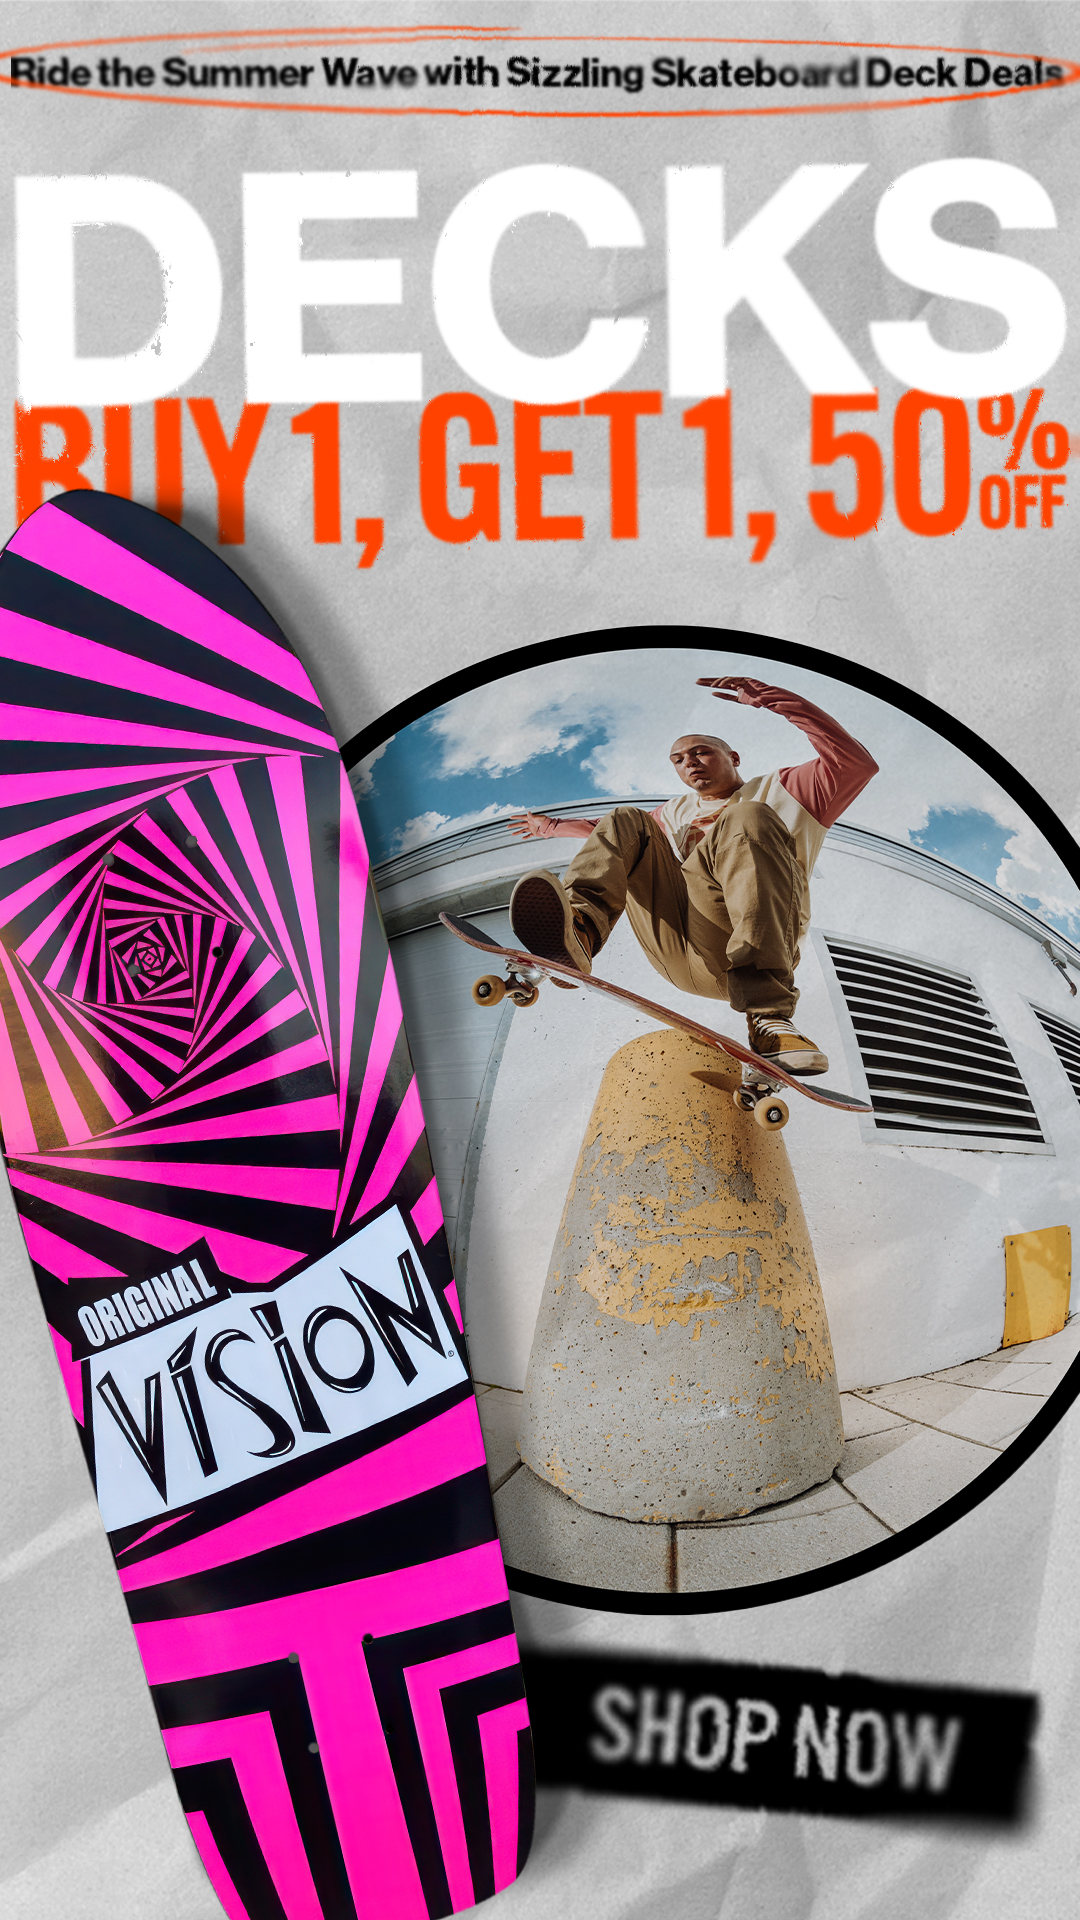 Ride the Summer Wave with Sizzling Skateboard Deck Deals
DECKS
BUY 1, GET 1, 50% OFF
ORIGINAL
VISION
SHOP NOW